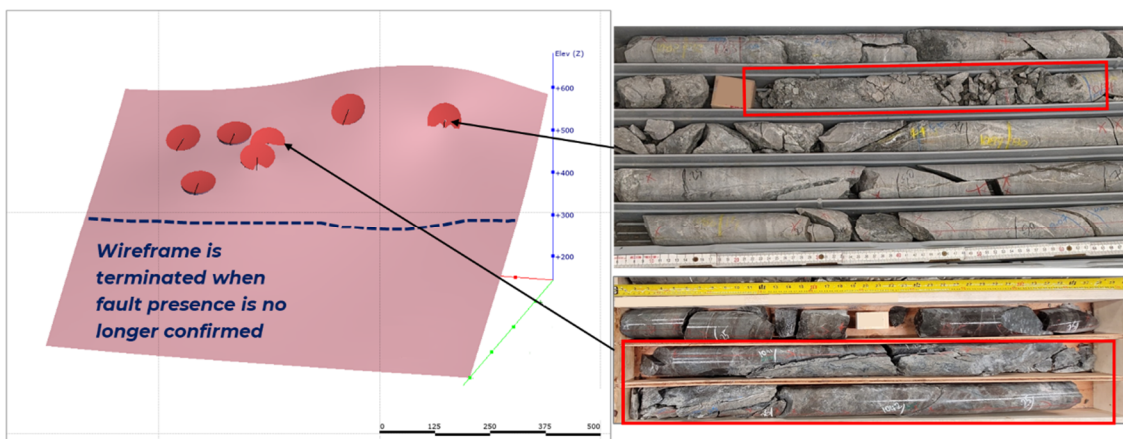 Elev (Z)
+600
+500
+400
+300
+200
Wireframe is
terminated when
fault presence is no
longer confirmed
0 125 250 375 500